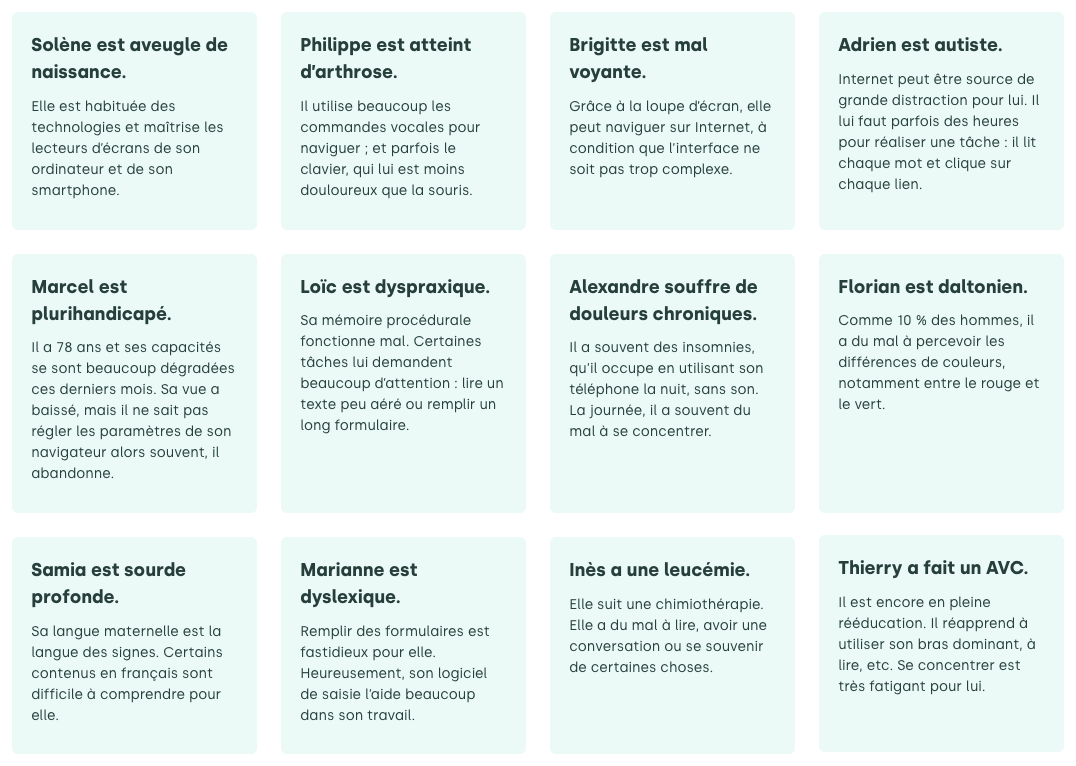 Solène est aveugle de
naissance.
Elle est habituée des
technologies et maîtrise les
lecteurs d'écrans de son
ordinateur et de son
smartphone.
Philippe est atteint
d'arthrose.
Il utilise beaucoup les
commandes vocales pour
naviguer ; et parfois le
clavier, qui lui est moins
douloureux que la souris.
Brigitte est mal
voyante.
Grâce à la loupe d'écran, elle
peut naviguer sur Internet, à
condition que l'interface ne
soit pas trop complexe.
Adrien est autiste.
Internet peut être source de
grande distraction pour lui. Il
lui faut parfois des heures
pour réaliser une tâche : il lit
chaque mot et clique sur
chaque lien.
Marcel est
plurihandicapé.
Il a 78 ans et ses capacités
se sont beaucoup dégradées
ces derniers mois. Sa vue a
baissé, mais il ne sait pas
régler les paramètres de son
navigateur alors souvent, il
abandonne.
Loïc est dyspraxique.
Sa mémoire procédurale
fonctionne mal. Certaines
tâches lui demandent
beaucoup d'attention : lire un
texte peu aéré ou remplir un
long formulaire.
Alexandre souffre de
douleurs chroniques.
Il a souvent des insomnies,
qu'il occupe en utilisant son
téléphone la nuit, sans son.
La journée, il a souvent du
mal à se concentrer.
Florian est daltonien.
Comme 10 % des hommes, il
a du mal à percevoir les
différences de couleurs,
notamment entre le rouge et
le vert.
Samia est sourde
profonde.
Sa langue maternelle est la
langue des signes. Certains
contenus en français sont
difficile à comprendre pour
elle.
Marianne est
dyslexique.
Remplir des formulaires est
fastidieux pour elle.
Heureusement, son logiciel
de saisie l'aide beaucoup
dans son travail.
Inès a une leucémie.
Elle suit une chimiothérapie.
Elle a du mal à lire, avoir une
conversation ou se souvenir
de certaines choses.
Thierry a fait un AVC.
Il est encore en pleine
rééducation. Il réapprend à
utiliser son bras dominant, à
lire, etc. Se concentrer est
très fatigant pour lui.